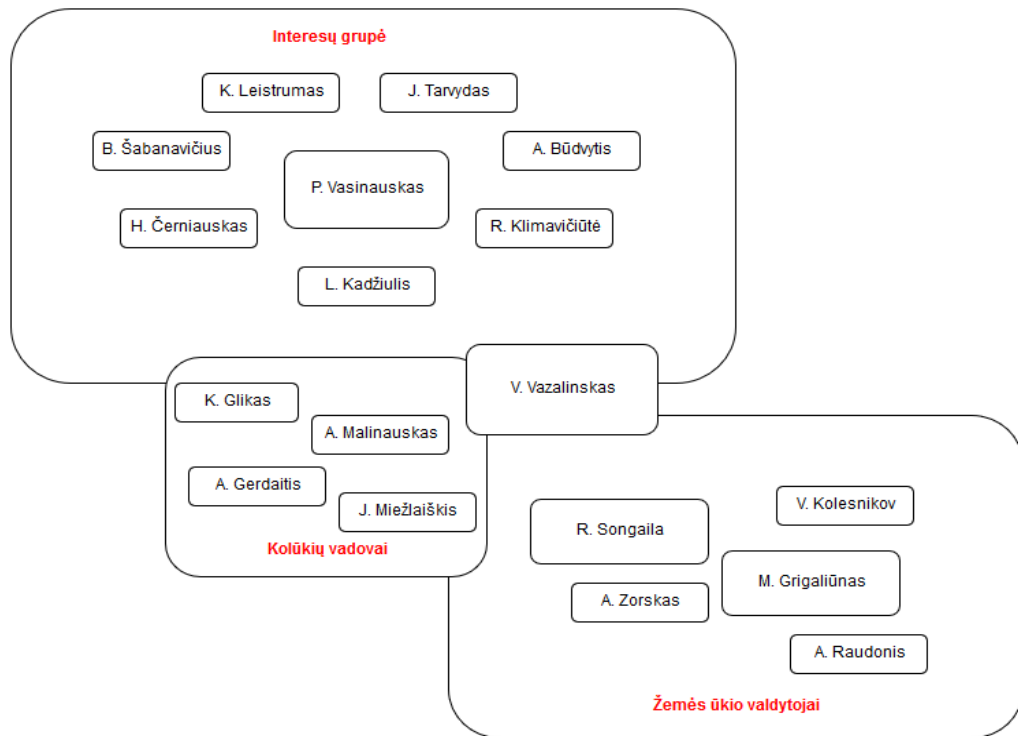 Interesų grupė
K. Leistrumas
J. Tarvydas
B. Šabanavičius
A. Būdvytis
P. Vasinauskas
H. Černiauskas
R. Klimavičiūtė
L. Kadžiulis
V. Vazalinskas
K. Glikas
A. Malinauskas
A. Gerdaitis
J. Miežlaiškis
Kolūkių vadovai
V. Kolesnikov
R. Songaila
M. Grigaliūnas
A. Zorskas
A. Raudonis
Žemės ūkio valdytojai